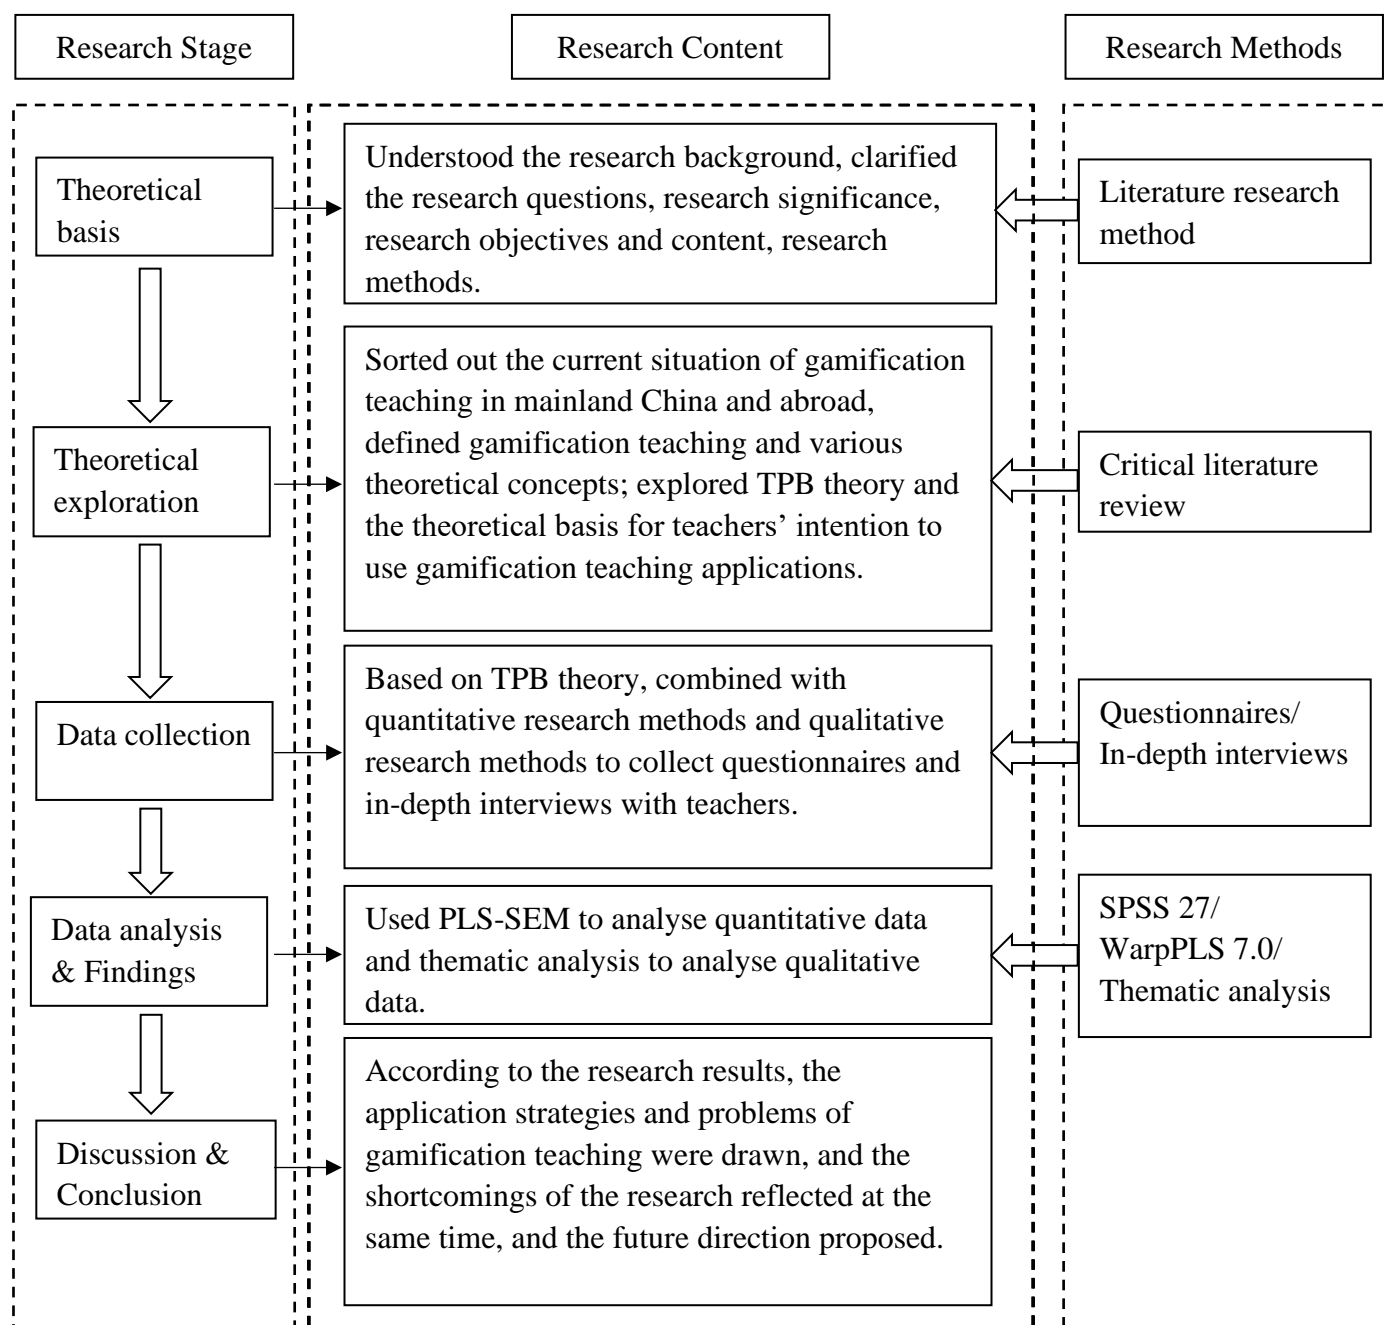 Research Stage
Research Content
Research Methods
Theoretical
basis
Understood the research background, clarified
the research questions, research significance,
research objectives and content, research
methods.
Literature research
method
Theoretical
exploration
Sorted out the current situation of gamification
teaching in mainland China and abroad,
defined gamification teaching and various
theoretical concepts; explored TPB theory and
the theoretical basis for teachers’ intention to
use gamification teaching applications.
Critical literature
review
Data collection
Based on TPB theory, combined with
quantitative research methods and qualitative
research methods to collect questionnaires and
in-depth interviews with teachers.
Questionnaires/
In-depth interviews
Data analysis
& Findings
Used PLS-SEM to analyse quantitative data
and thematic analysis to analyse qualitative
data.
SPSS 27/
WarpPLS 7.0/
Thematic analysis
Discussion &
Conclusion
According to the research results, the
application strategies and problems of
gamification teaching were drawn, and the
shortcomings of the research reflected at the
same time, and the future direction proposed.